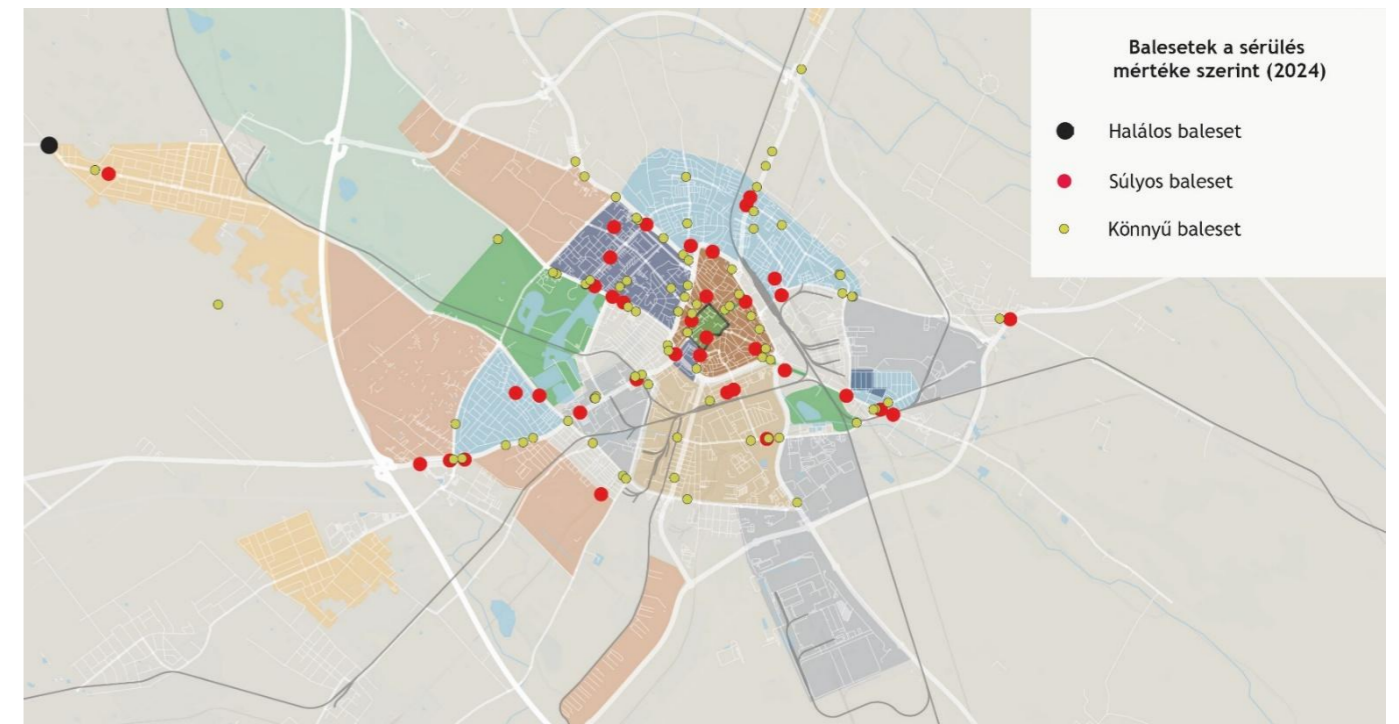 Balesetek a sérülés
mértéke szerint (2024)
Halálos baleset
Súlyos baleset
Könnyű baleset